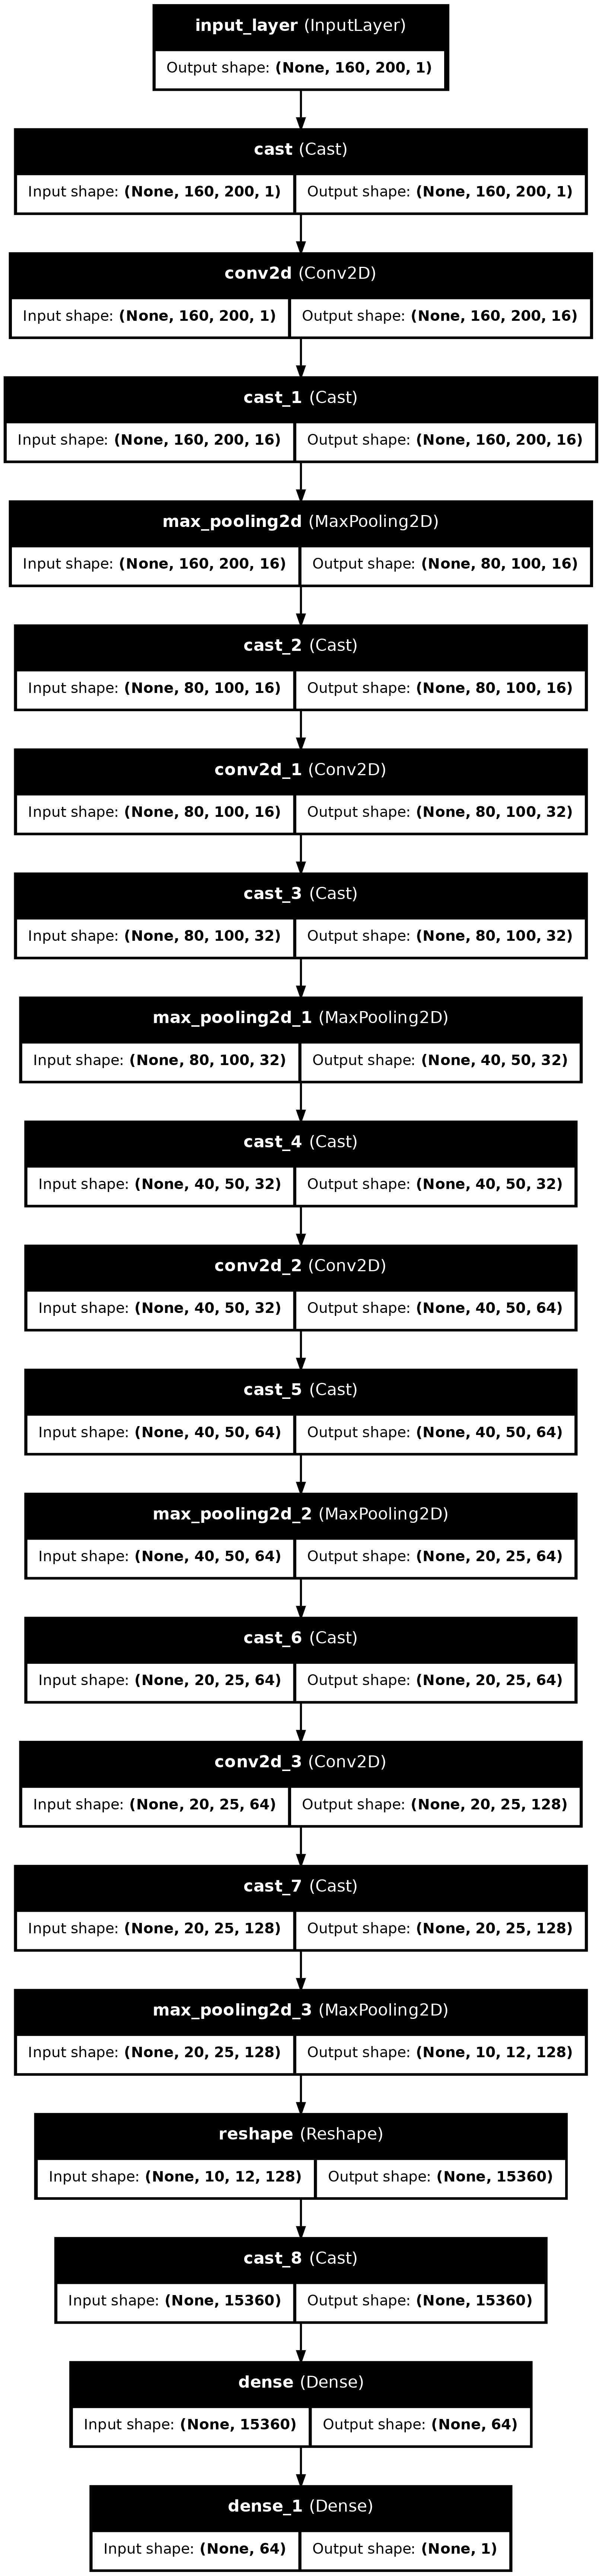 input_layer (InputLayer)
Output shape: (None, 160, 200, 1)
cast (Cast)
Input shape: (None, 160, 200, 1) Output shape: (None, 160, 200, 1)
conv2d (Conv2D)
Input shape: (None, 160, 200, 1) Output shape: (None, 160, 200, 16)
cast_1 (Cast)
Input shape: (None, 160, 200, 16) Output shape: (None, 160, 200, 16)
max_pooling2d (MaxPooling2D)
Input shape: (None, 160, 200, 16) Output shape: (None, 80, 100, 16)
cast_2 (Cast)
Input shape: (None, 80, 100, 16) Output shape: (None, 80, 100, 16)
conv2d_1 (Conv2D)
Input shape: (None, 80, 100, 16) Output shape: (None, 80, 100, 32)
cast_3 (Cast)
Input shape: (None, 80, 100, 32) Output shape: (None, 80, 100, 32)
max_pooling2d_1 (MaxPooling2D)
Input shape: (None, 80, 100, 32) Output shape: (None, 40, 50, 32)
cast_4 (Cast)
Input shape: (None, 40, 50, 32) Output shape: (None, 40, 50, 32)
conv2d_2 (Conv2D)
Input shape: (None, 40, 50, 32) Output shape: (None, 40, 50, 64)
cast_5 (Cast)
Input shape: (None, 40, 50, 64) Output shape: (None, 40, 50, 64)
max_pooling2d_2 (MaxPooling2D)
Input shape: (None, 40, 50, 64) Output shape: (None, 20, 25, 64)
cast_6 (Cast)
Input shape: (None, 20, 25, 64) Output shape: (None, 20, 25, 64)
conv2d_3 (Conv2D)
Input shape: (None, 20, 25, 64) Output shape: (None, 20, 25, 128)
cast_7 (Cast)
Input shape: (None, 20, 25, 128) Output shape: (None, 20, 25, 128)
max_pooling2d_3 (MaxPooling2D)
Input shape: (None, 20, 25, 128) Output shape: (None, 10, 12, 128)
reshape (Reshape)
Input shape: (None, 10, 12, 128) Output shape: (None, 15360)
cast_8 (Cast)
Input shape: (None, 15360) Output shape: (None, 15360)
dense (Dense)
Input shape: (None, 15360) Output shape: (None, 64)
dense_1 (Dense)
Input shape: (None, 64) Output shape: (None, 1)